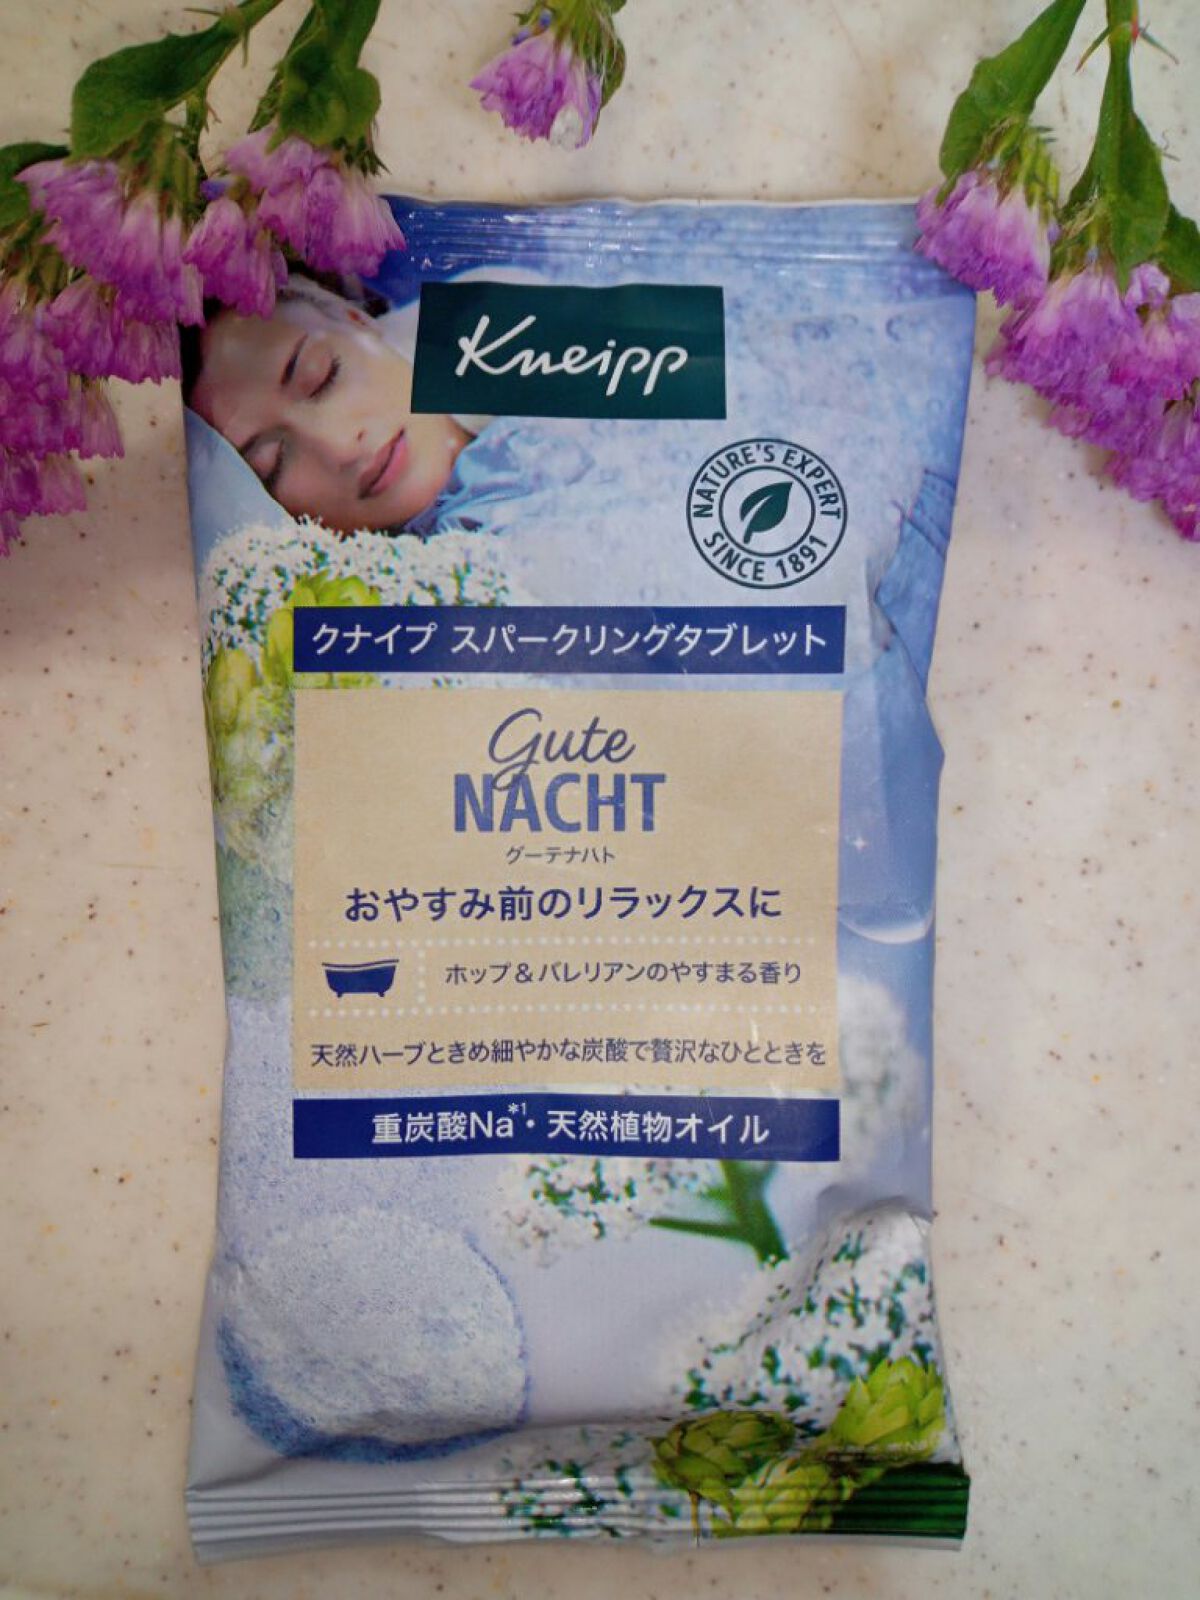 Kneipp
NATURE'S EXPERT
SINCE 1891
クナイプ スパークリングタブレット
Gute
NACHT
グーテナハト
おやすみ前のリラックスに
ホップ&バレリアンのやすまる香り
天然ハーブときめ細やかな炭酸で贅沢なひとときを
重炭酸Na*1・天然植物オイル